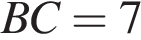 BC = 7